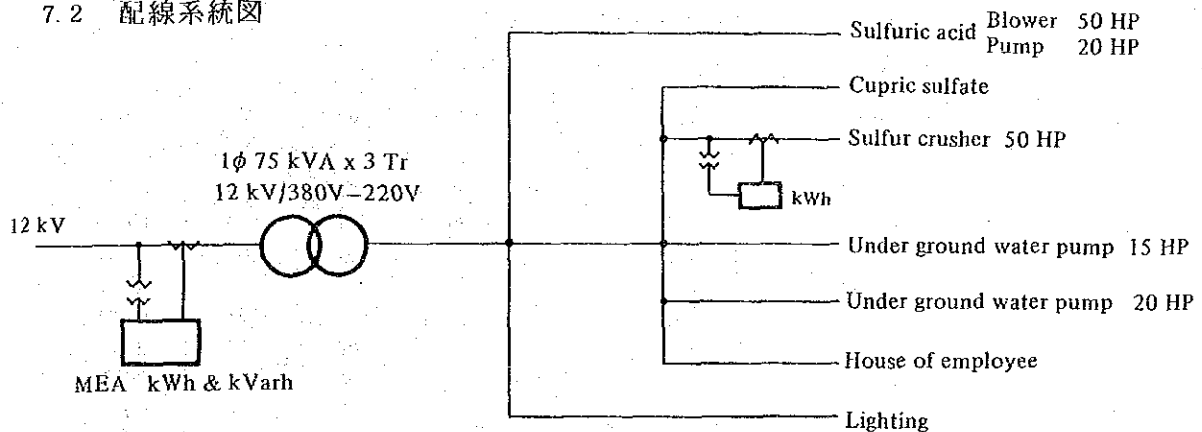 7.2 配線系統図
Sulfuric acid Blower 50 HP
Pump 20 HP
Cupric sulfate
Sulfur crusher 50 HP
kWh
1φ 75 kVA x 3 Tr
12 kV/380V-220V
12 kV
Under ground water pump 15 HP
Under ground water pump 20 HP
MEA kWh & kVarh
House of employee
Lighting